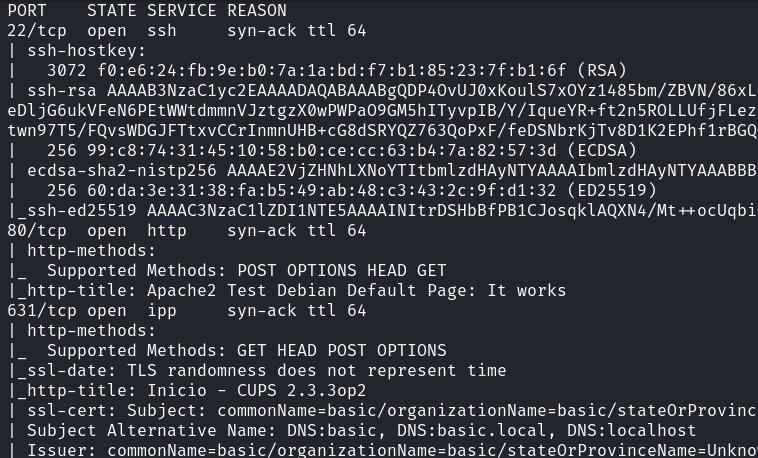 PORT    STATE SERVICE REASON
22/tcp  open  ssh     syn-ack ttl 64
| ssh-hostkey:
|   3072 f0:e6:24:fb:9e:b0:7a:1a:bd:f7:b1:85:23:7f:b1:6f (RSA)
| ssh-rsa AAAAB3NzaC1yc2EAAAADAQABAAABgQDP4OvUJ0xKoulS7xOYz1485bm/ZBVN/86xL
eDljG6ukVFeN6PEtWWtdmmnVJztgzX0wPWPaO9GM5hITyvpIB/Y/IqueYR+ft2n5ROLLUfjFLez
twn97T5/FQvsWDGJFTtxvCCrInmnUHB+cG8dSRYQZ763QoPxF/feDSNbrKjTv8D1K2EPhf1rBGQ
|   256 99:c8:74:31:45:10:58:b0:ce:cc:63:b4:7a:82:57:3d (ECDSA)
| ecdsa-sha2-nistp256 AAAAE2VjZHNhLXNoYTItbmlzdHAyNTYAAAAIbmlzdHAyNTYAAABBB
|   256 60:da:3e:31:38:fa:b5:49:ab:48:c3:43:2c:9f:d1:32 (ED25519)
|_ssh-ed25519 AAAAC3NzaC1lZDI1NTE5AAAAINItrDSHbBfPB1CJosqklAQXN4/Mt++ocUqbi
80/tcp  open  http    syn-ack ttl 64
| http-methods:
|_  Supported Methods: POST OPTIONS HEAD GET
|_http-title: Apache2 Test Debian Default Page: It works
631/tcp open  ipp     syn-ack ttl 64
| http-methods:
|_  Supported Methods: GET HEAD POST OPTIONS
|_ssl-date: TLS randomness does not represent time
|_http-title: Inicio - CUPS 2.3.3op2
| ssl-cert: Subject: commonName=basic/organizationName=basic/stateOrProvinc
| Subject Alternative Name: DNS:basic, DNS:basic.local, DNS:localhost
| Issuer: commonName=basic/organizationName=basic/stateOrProvinceName=Unkno